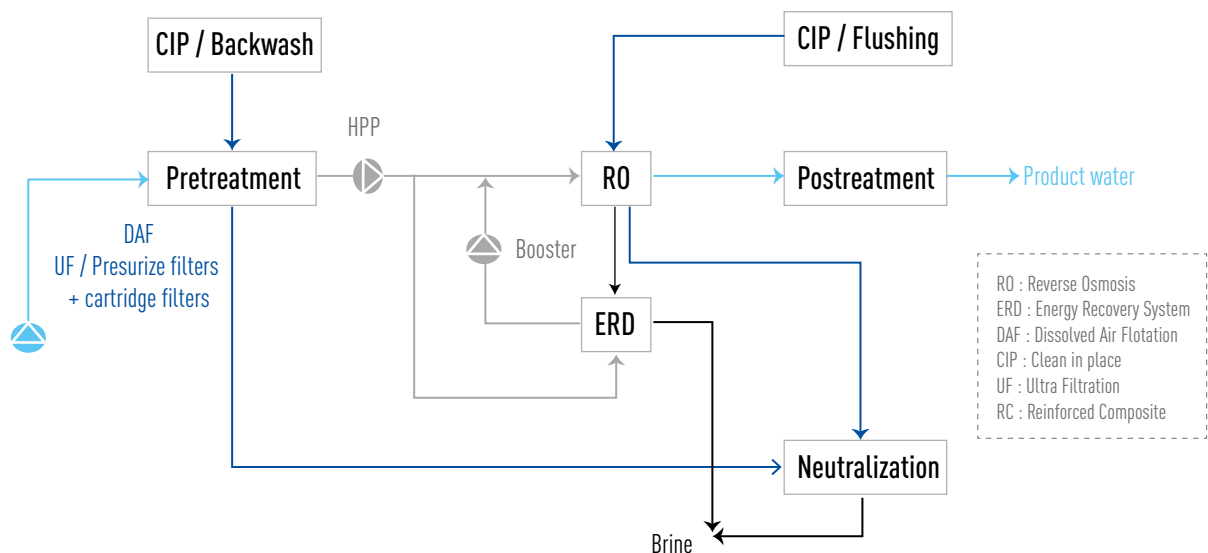 CIP / Backwash
CIP / Flushing
HPP
Pretreatment
RO
Postreatment
Product water
DAF
UF / Presurize filters
+ cartridge filters
Booster
ERD
RO : Reverse Osmosis
ERD : Energy Recovery System
DAF : Dissolved Air Flotation
CIP : Clean in place
UF : Ultra Filtration
RC : Reinforced Composite
Neutralization
Brine